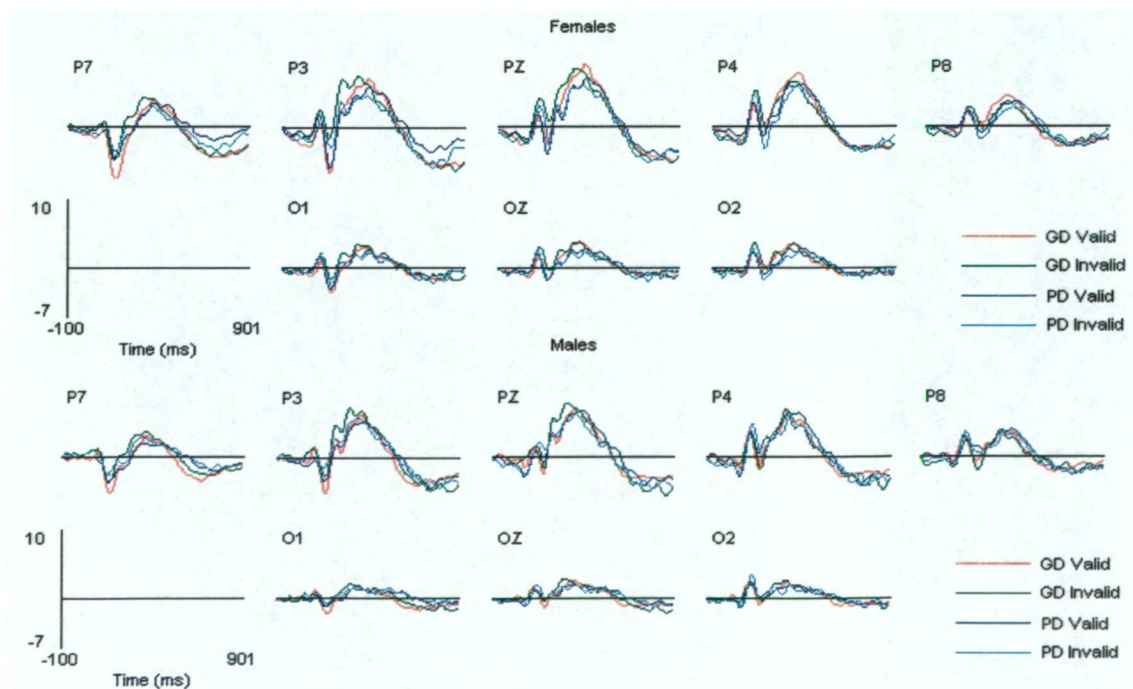 Females
P7 P3 PZ P4 P8
10
O1 OZ O2
GD Valid
GD Invalid
PD Valid
PD Invalid
-7
-100 901
Time (ms)
Males
P7 P3 PZ P4 P8
10
O1 OZ O2
GD Valid
GD Invalid
PD Valid
PD Invalid
-7
-100 901
Time (ms)